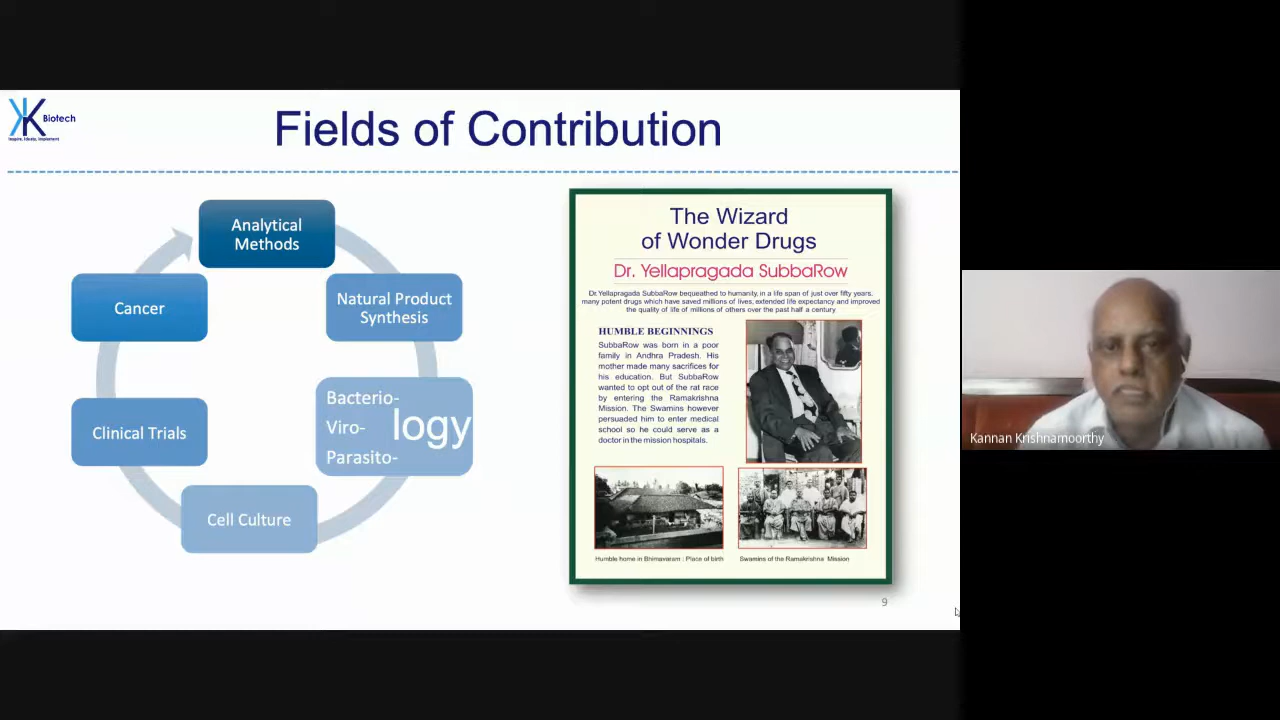 Biotech
Inspire, Ideate, Implement
Fields of Contribution
Analytical
Methods
Natural Product
Synthesis
Bacterio-
Viro-
Parasito-
logy
Cell Culture
Clinical Trials
Cancer
The Wizard
of Wonder Drugs
Dr. Yellapragada SubbaRow
Dr.Yellapragada SubbaRow bequeathed to humanity, in a life span of just over fifty years,
many potent drugs which have saved millions of lives, extended life expectancy and improved
the quality of life of millions of others over the past half a century
HUMBLE BEGINNINGS
SubbaRow was born in a poor
family in Andhra Pradesh. His
mother made many sacrifices for
his education. But SubbaRow
wanted to opt out of the rat race
by entering the Ramakrishna
Mission. The Swamins however
persuaded him to enter medical
school so he could serve as a
doctor in the mission hospitals.
Humble home in Bhimavaram : Place of birth
Swamins of the Ramakrishna Mission
9
Kannan Krishnamoorthy